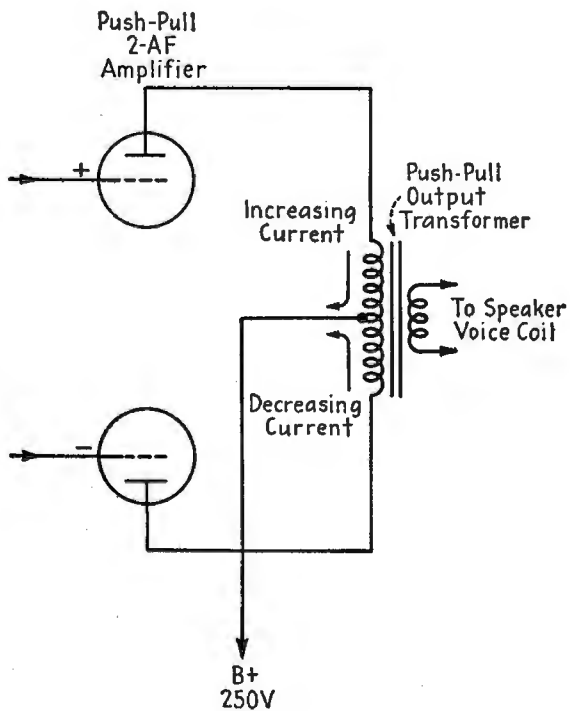 Push-Pull
2-AF
Amplifier
+
Increasing
Current
Push-Pull
Output
Transformer
To Speaker
Voice Coil
Decreasing
Current
-
B+
250V